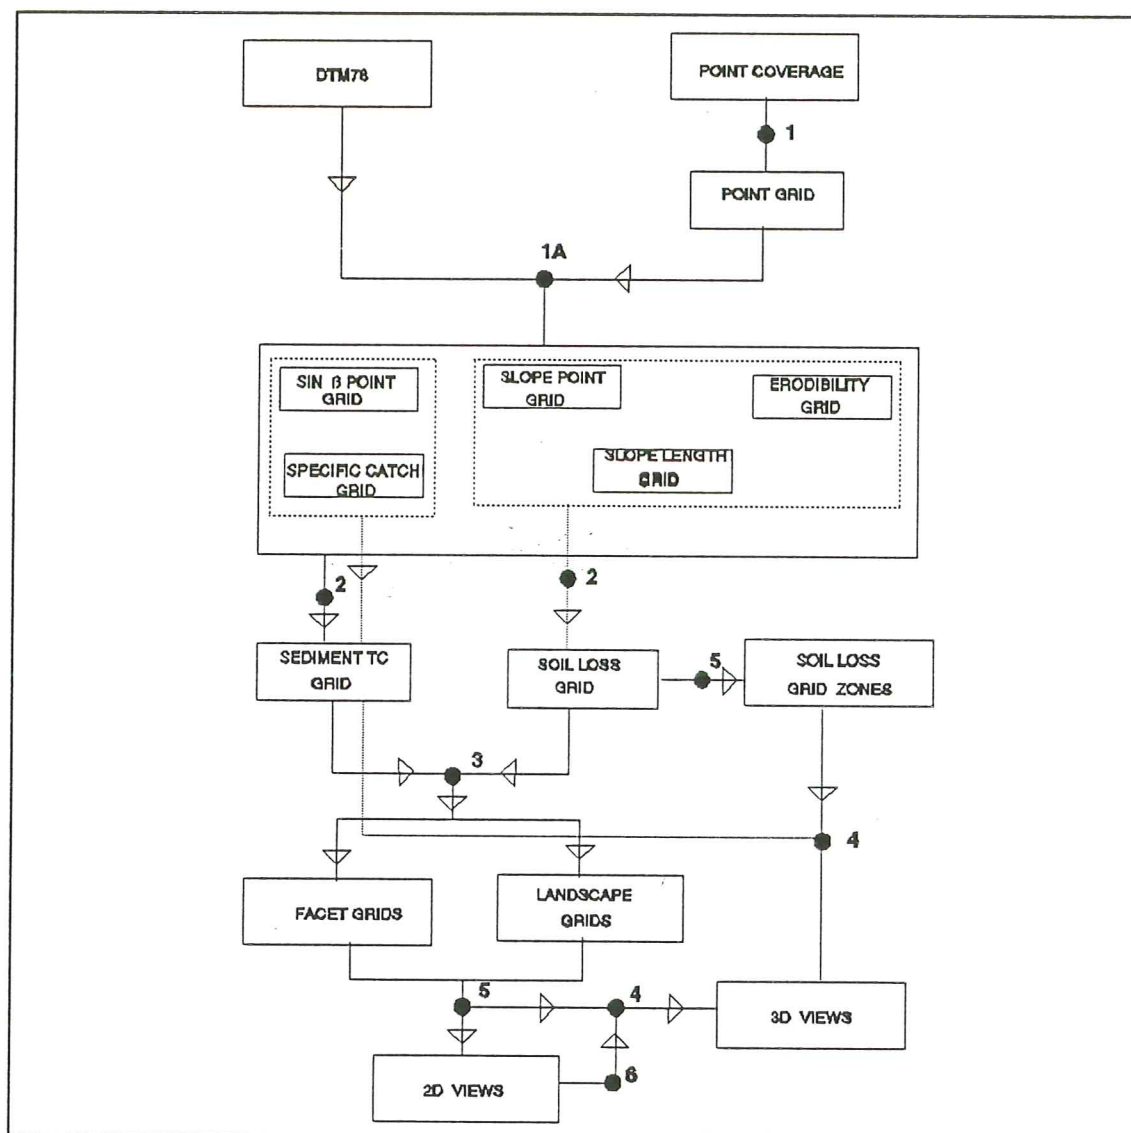 DTM78
POINT COVERAGE
1
POINT GRID
1A
SIN ß POINT
GRID
SLOPE POINT
GRID
ERODIBILITY
GRID
SPECIFIC CATCH
GRID
SLOPE LENGTH
GRID
2
2
SEDIMENT TC
GRID
SOIL LOSS
GRID
5
SOIL LOSS
GRID ZONES
3
4
FACET GRIDS
LANDSCAPE
GRIDS
5
4
3D VIEWS
2D VIEWS
6